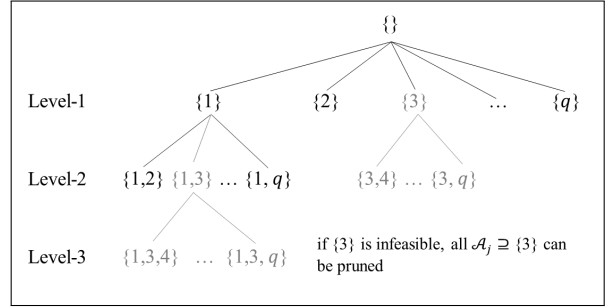 {}
Level-1 {1} {2} {3} … {q}
Level-2 {1,2} {1,3} … {1, q} {3,4} … {3, q}
Level-3 {1,3,4} … {1,3, q} if {3} is infeasible, all 𝒜ⱼ ⊇ {3} can
be pruned